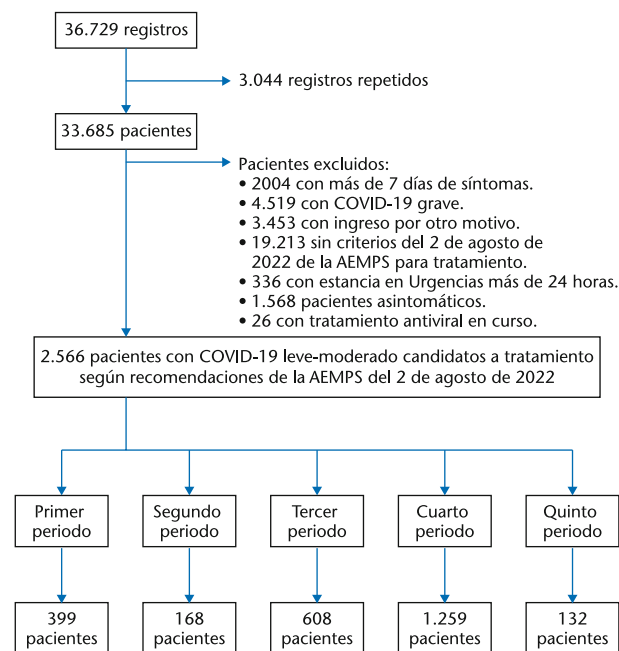 36.729 registros
3.044 registros repetidos
33.685 pacientes
Pacientes excluidos:
• 2004 con más de 7 días de síntomas.
• 4.519 con COVID-19 grave.
• 3.453 con ingreso por otro motivo.
• 19.213 sin criterios del 2 de agosto de
2022 de la AEMPS para tratamiento.
• 336 con estancia en Urgencias más de 24 horas.
• 1.568 pacientes asintomáticos.
• 26 con tratamiento antiviral en curso.
2.566 pacientes con COVID-19 leve-moderado candidatos a tratamiento
según recomendaciones de la AEMPS del 2 de agosto de 2022
Primer
periodo
Segundo
periodo
Tercer
periodo
Cuarto
periodo
Quinto
periodo
399
pacientes
168
pacientes
608
pacientes
1.259
pacientes
132
pacientes